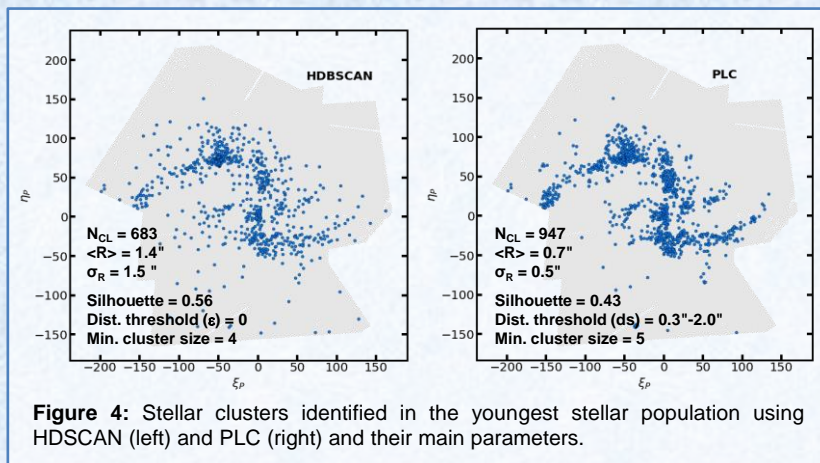 HDBSCAN
200
150
100
50
0
−50
−100
−150
η_P
N_CL = 683
<R> = 1.4"
σ_R = 1.5 "
Silhouette = 0.56
Dist. threshold (ε) = 0
Min. cluster size = 4
−200 −150 −100 −50 0 50 100 150
ξ_P
PLC
200
150
100
50
0
−50
−100
−150
η_P
N_CL = 947
<R> = 0.7"
σ_R = 0.5"
Silhouette = 0.43
Dist. threshold (ds) = 0.3"-2.0"
Min. cluster size = 5
−200 −150 −100 −50 0 50 100 150
ξ_P
Figure 4: Stellar clusters identified in the youngest stellar population using
HDSCAN (left) and PLC (right) and their main parameters.